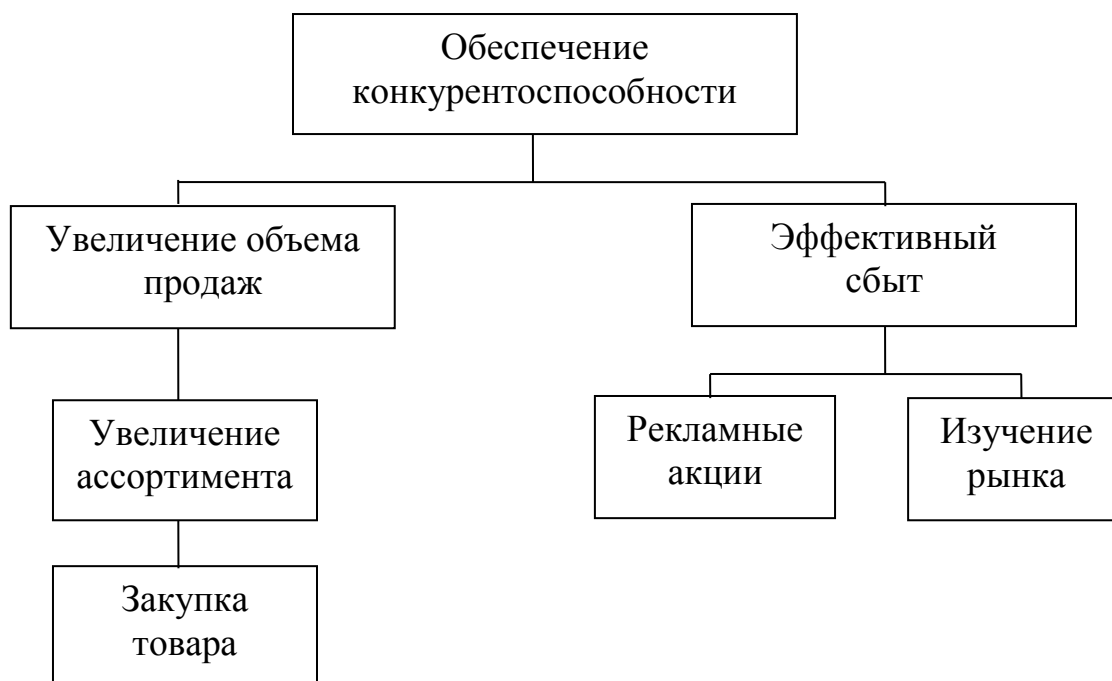 Обеспечение
конкурентоспособности
Увеличение объема
продаж
Эффективный
сбыт
Увеличение
ассортимента
Рекламные
акции
Изучение
рынка
Закупка
товара